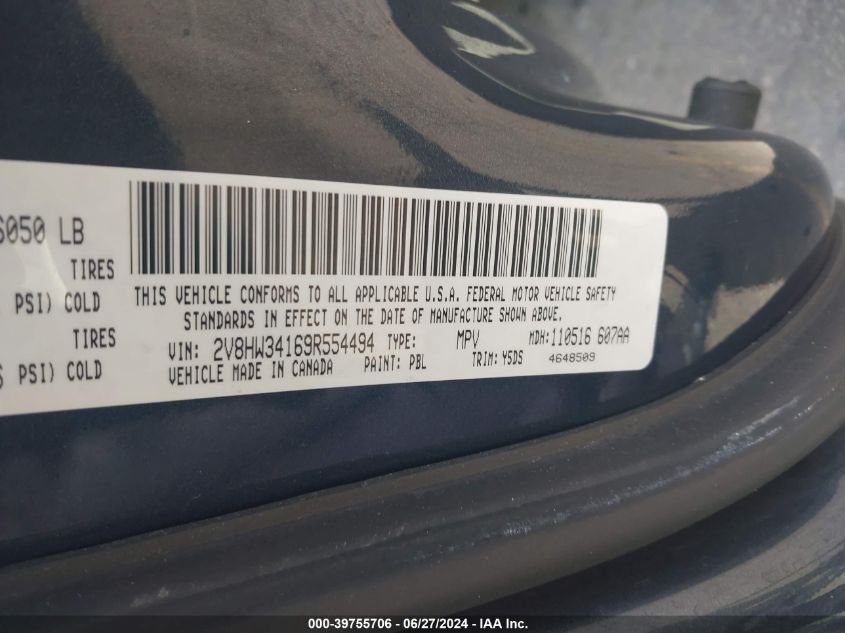 6050 LB
TIRES
PSI) COLD
TIRES
PSI) COLD
THIS VEHICLE CONFORMS TO ALL APPLICABLE U.S.A. FEDERAL MOTOR VEHICLE SAFETY
STANDARDS IN EFFECT ON THE DATE OF MANUFACTURE SHOWN ABOVE.
VIN: 2V8HW34169R554494 TYPE: MPV MDH:110516 607AA
VEHICLE MADE IN CANADA PAINT: PBL TRIM: Y5DS 4648509
000-39755706 - 06/27/2024 - IAA Inc.